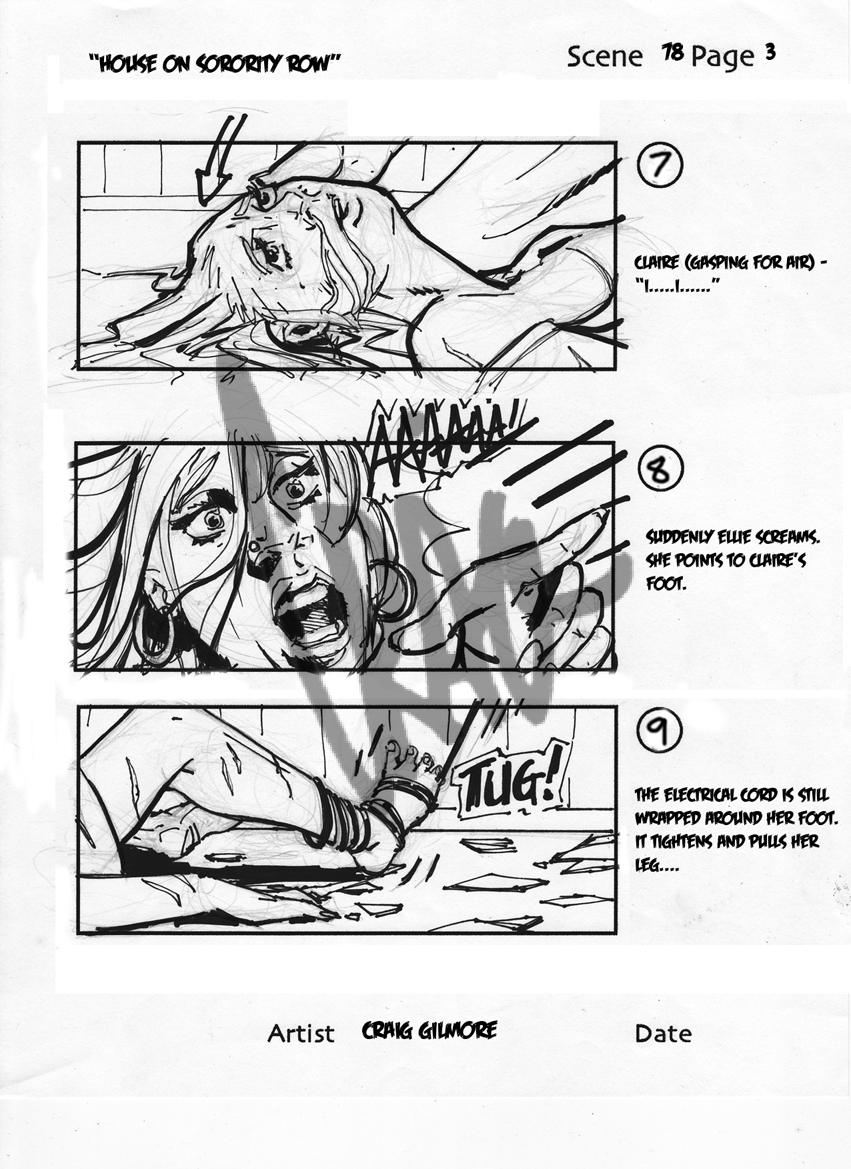 "HOUSE ON SORORITY ROW"
Scene 78 Page 3
7
CLAIRE (GASPING FOR AIR) -
"I.....I......"
AAAAAA!
8
SUDDENLY ELLIE SCREAMS.
SHE POINTS TO CLAIRE'S
FOOT.
9
TUG!
THE ELECTRICAL CORD IS STILL
WRAPPED AROUND HER FOOT.
IT TIGHTENS AND PULLS HER
LEG....
Artist CRAIG GILMORE
Date